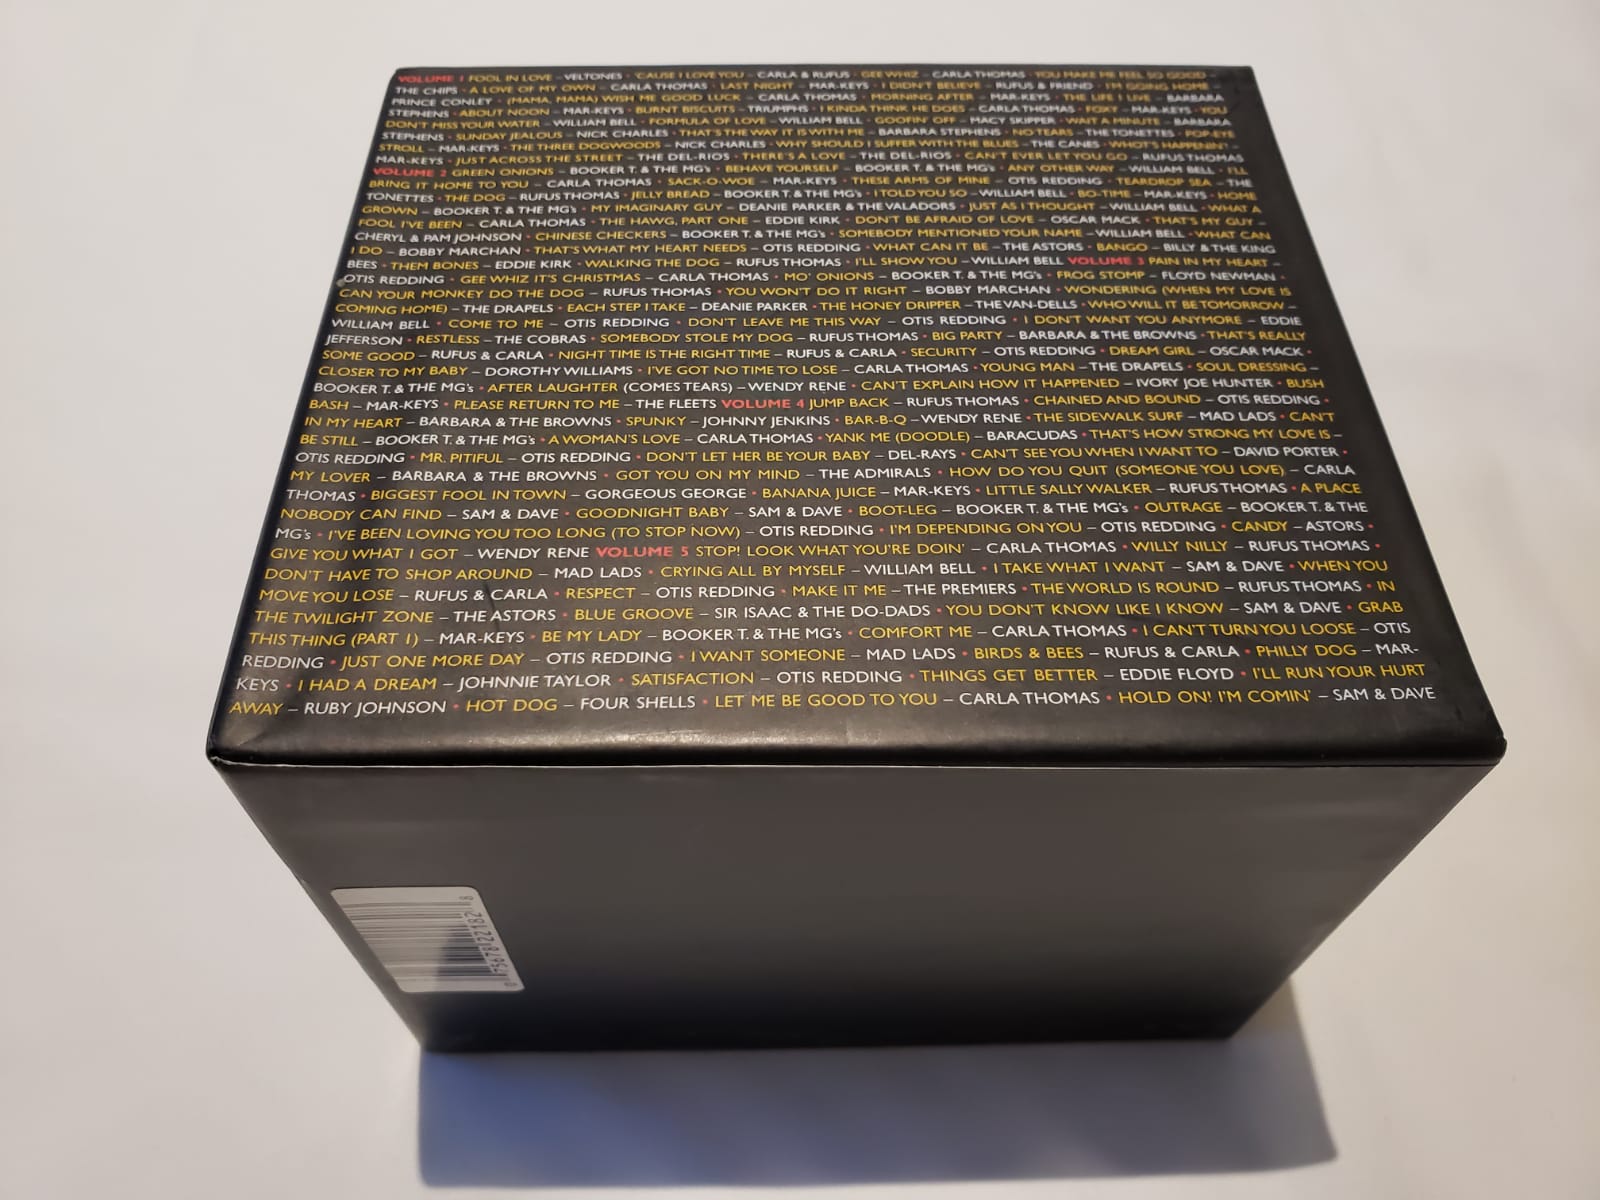 VOLUME 1 FOOL IN LOVE – VELTONES • 'CAUSE I LOVE YOU – CARLA & RUFUS • GEE WHIZ – CARLA THOMAS • YOU MAKE ME FEEL SO GOOD –
THE CHIPS • A LOVE OF MY OWN – CARLA THOMAS • LAST NIGHT – MAR-KEYS • I DIDN'T BELIEVE – RUFUS & FRIEND • I'M GOING HOME –
PRINCE CONLEY • (MAMA, MAMA) WISH ME GOOD LUCK – CARLA THOMAS • MORNING AFTER – MAR-KEYS • THE LIFE I LIVE – BARBARA
STEPHENS • ABOUT NOON – MAR-KEYS • BURNT BISCUITS – TRIUMPHS • I KINDA THINK HE DOES – CARLA THOMAS • FOXY – MAR-KEYS • YOU
DON'T MISS YOUR WATER – WILLIAM BELL • FORMULA OF LOVE – WILLIAM BELL • GOOFIN' OFF – MACY SKIPPER • WAIT A MINUTE – BARBARA
STEPHENS • SUNDAY JEALOUS – NICK CHARLES • THAT'S THE WAY IT IS WITH ME – BARBARA STEPHENS • NO TEARS – THE TONETTES • POP-EYE
STROLL – MAR-KEYS • THE THREE DOGWOODS – NICK CHARLES • WHY SHOULD I SUFFER WITH THE BLUES – THE CANES • WHAT'S HAPPENIN'! –
MAR-KEYS • JUST ACROSS THE STREET – THE DEL-RIOS • THERE'S A LOVE – THE DEL-RIOS • CAN'T EVER LET YOU GO – RUFUS THOMAS
VOLUME 2 GREEN ONIONS – BOOKER T. & THE MG's • BEHAVE YOURSELF – BOOKER T. & THE MG's • ANY OTHER WAY – WILLIAM BELL • I'LL
BRING IT HOME TO YOU – CARLA THOMAS • SACK-O-WOE – MAR-KEYS • THESE ARMS OF MINE – OTIS REDDING • TEARDROP SEA – THE
TONETTES • THE DOG – RUFUS THOMAS • JELLY BREAD – BOOKER T. & THE MG's • I TOLD YOU SO – WILLIAM BELL • BO-TIME – MAR-KEYS • HOME
GROWN – BOOKER T. & THE MG's • MY IMAGINARY GUY – DEANIE PARKER & THE VALADORS • JUST AS I THOUGHT – WILLIAM BELL • WHAT A
FOOL I'VE BEEN – CARLA THOMAS • THE HAWG, PART ONE – EDDIE KIRK • DON'T BE AFRAID OF LOVE – OSCAR MACK • THAT'S MY GUY –
CHERYL & PAM JOHNSON • CHINESE CHECKERS – BOOKER T. & THE MG's • SOMEBODY MENTIONED YOUR NAME – WILLIAM BELL • WHAT CAN
I DO – BOBBY MARCHAN • THAT'S WHAT MY HEART NEEDS – OTIS REDDING • WHAT CAN IT BE – THE ASTORS • BANGO – BILLY & THE KING
BEES • THEM BONES – EDDIE KIRK • WALKING THE DOG – RUFUS THOMAS • I'LL SHOW YOU – WILLIAM BELL VOLUME 3 PAIN IN MY HEART –
OTIS REDDING • GEE WHIZ IT'S CHRISTMAS – CARLA THOMAS • MO' ONIONS – BOOKER T. & THE MG's • FROG STOMP – FLOYD NEWMAN •
CAN YOUR MONKEY DO THE DOG – RUFUS THOMAS • YOU WON'T DO IT RIGHT – BOBBY MARCHAN • WONDERING (WHEN MY LOVE IS
COMING HOME) – THE DRAPELS • EACH STEP I TAKE – DEANIE PARKER • THE HONEY DRIPPER – THE VAN-DELLS • WHO WILL IT BE TOMORROW –
WILLIAM BELL • COME TO ME – OTIS REDDING • DON'T LEAVE ME THIS WAY – OTIS REDDING • I DON'T WANT YOU ANYMORE – EDDIE
JEFFERSON • RESTLESS – THE COBRAS • SOMEBODY STOLE MY DOG – RUFUS THOMAS • BIG PARTY – BARBARA & THE BROWNS • THAT'S REALLY
SOME GOOD – RUFUS & CARLA • NIGHT TIME IS THE RIGHT TIME – RUFUS & CARLA • SECURITY – OTIS REDDING • DREAM GIRL – OSCAR MACK •
CLOSER TO MY BABY – DOROTHY WILLIAMS • I'VE GOT NO TIME TO LOSE – CARLA THOMAS • YOUNG MAN – THE DRAPELS • SOUL DRESSING –
BOOKER T. & THE MG's • AFTER LAUGHTER (COMES TEARS) – WENDY RENE • CAN'T EXPLAIN HOW IT HAPPENED – IVORY JOE HUNTER • BUSH
BASH – MAR-KEYS • PLEASE RETURN TO ME – THE FLEETS VOLUME 4 JUMP BACK – RUFUS THOMAS • CHAINED AND BOUND – OTIS REDDING •
IN MY HEART – BARBARA & THE BROWNS • SPUNKY – JOHNNY JENKINS • BAR-B-Q – WENDY RENE • THE SIDEWALK SURF – MAD LADS • CAN'T
BE STILL – BOOKER T. & THE MG's • A WOMAN'S LOVE – CARLA THOMAS • YANK ME (DOODLE) – BARACUDAS • THAT'S HOW STRONG MY LOVE IS –
OTIS REDDING • MR. PITIFUL – OTIS REDDING • DON'T LET HER BE YOUR BABY – DEL-RAYS • CAN'T SEE YOU WHEN I WANT TO – DAVID PORTER •
MY LOVER – BARBARA & THE BROWNS • GOT YOU ON MY MIND – THE ADMIRALS • HOW DO YOU QUIT (SOMEONE YOU LOVE) – CARLA
THOMAS • BIGGEST FOOL IN TOWN – GORGEOUS GEORGE • BANANA JUICE – MAR-KEYS • LITTLE SALLY WALKER – RUFUS THOMAS • A PLACE
NOBODY CAN FIND – SAM & DAVE • GOODNIGHT BABY – SAM & DAVE • BOOT-LEG – BOOKER T. & THE MG's • OUTRAGE – BOOKER T. & THE
MG's • I'VE BEEN LOVING YOU TOO LONG (TO STOP NOW) – OTIS REDDING • I'M DEPENDING ON YOU – OTIS REDDING • CANDY – ASTORS •
GIVE YOU WHAT I GOT – WENDY RENE VOLUME 5 STOP! LOOK WHAT YOU'RE DOIN' – CARLA THOMAS • WILLY NILLY – RUFUS THOMAS •
DON'T HAVE TO SHOP AROUND – MAD LADS • CRYING ALL BY MYSELF – WILLIAM BELL • I TAKE WHAT I WANT – SAM & DAVE • WHEN YOU
MOVE YOU LOSE – RUFUS & CARLA • RESPECT – OTIS REDDING • MAKE IT ME – THE PREMIERS • THE WORLD IS ROUND – RUFUS THOMAS • IN
THE TWILIGHT ZONE – THE ASTORS • BLUE GROOVE – SIR ISAAC & THE DO-DADS • YOU DON'T KNOW LIKE I KNOW – SAM & DAVE • GRAB
THIS THING (PART 1) – MAR-KEYS • BE MY LADY – BOOKER T. & THE MG's • COMFORT ME – CARLA THOMAS • I CAN'T TURN YOU LOOSE – OTIS
REDDING • JUST ONE MORE DAY – OTIS REDDING • I WANT SOMEONE – MAD LADS • BIRDS & BEES – RUFUS & CARLA • PHILLY DOG – MAR-
KEYS • I HAD A DREAM – JOHNNIE TAYLOR • SATISFACTION – OTIS REDDING • THINGS GET BETTER – EDDIE FLOYD • I'LL RUN YOUR HURT
AWAY – RUBY JOHNSON • HOT DOG – FOUR SHELLS • LET ME BE GOOD TO YOU – CARLA THOMAS • HOLD ON! I'M COMIN' – SAM & DAVE
0 75678 22182 8